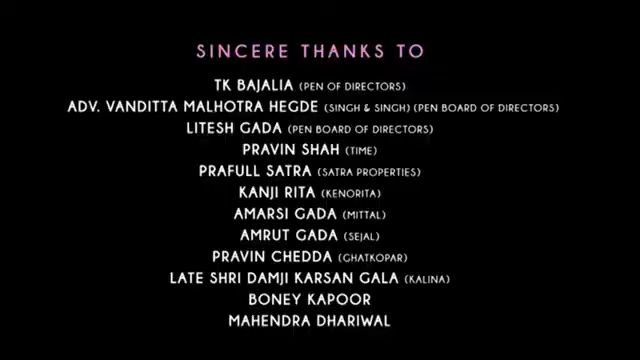 SINCERE THANKS TO
TK BAJALIA (PEN OF DIRECTORS)
ADV. VANDITTA MALHOTRA HEGDE (SINGH & SINGH) (PEN BOARD OF DIRECTORS)
LITESH GADA (PEN BOARD OF DIRECTORS)
PRAVIN SHAH (TIME)
PRAFULL SATRA (SATRA PROPERTIES)
KANJI RITA (KENORITA)
AMARSI GADA (MITTAL)
AMRUT GADA (SEJAL)
PRAVIN CHEDDA (GHATKOPAR)
LATE SHRI DAMJI KARSAN GALA (KALINA)
BONEY KAPOOR
MAHENDRA DHARIWAL